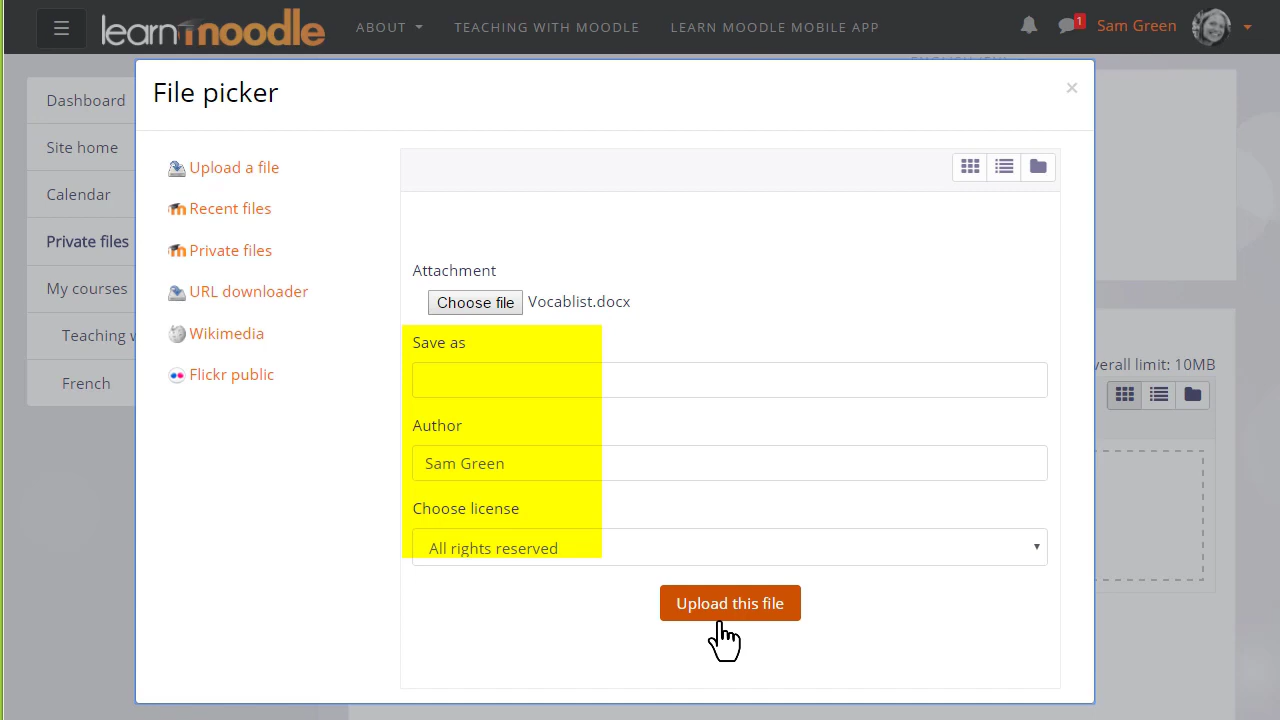 learn moodle
ABOUT
TEACHING WITH MOODLE
LEARN MOODLE MOBILE APP
1
Sam Green
File picker
×
Dashboard
Site home
Calendar
Private files
My courses
Teaching w
French
Upload a file
Recent files
Private files
URL downloader
Wikimedia
Flickr public
Attachment
Choose file Vocablist.docx
Save as
Author
Sam Green
Choose license
All rights reserved
Upload this file
verall limit: 10MB